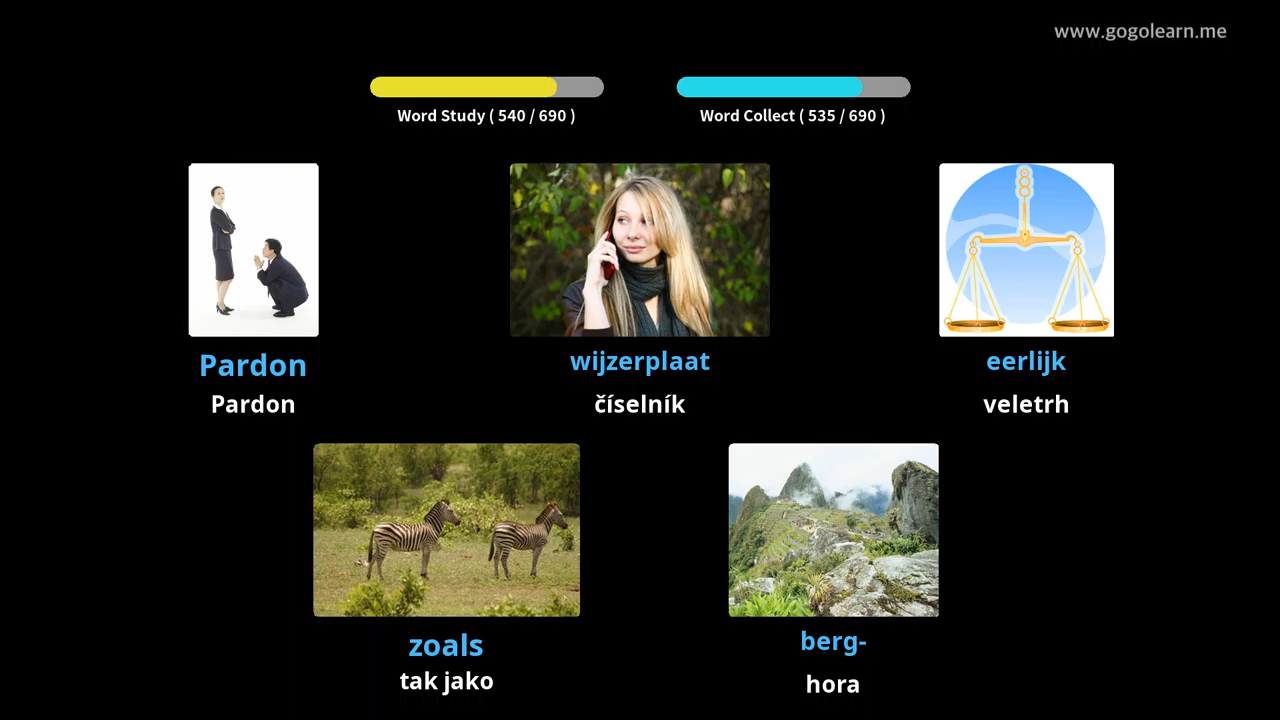 www.gogolearn.me
Word Study ( 540 / 690 )
Word Collect ( 535 / 690 )
Pardon
Pardon
wijzerplaat
číselník
eerlijk
veletrh
zoals
tak jako
berg-
hora